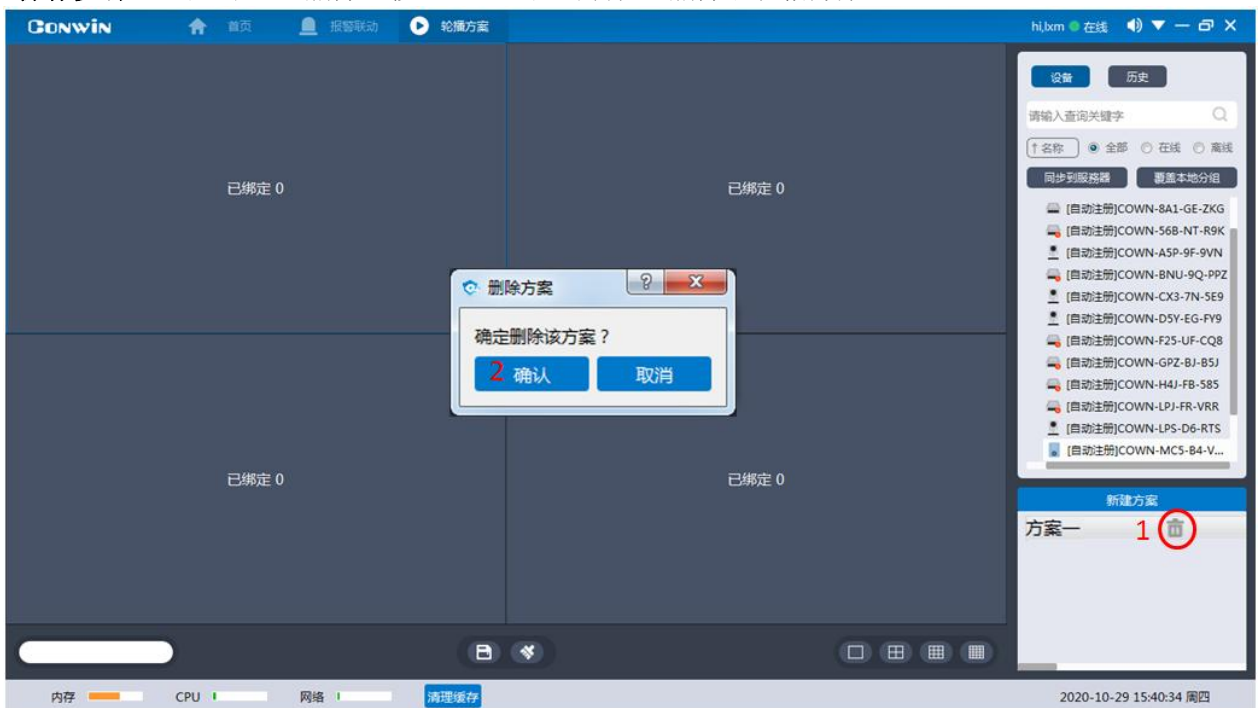 CONWIN 首页 报警联动 轮播方案 hi,lxm 在线
设备 历史
请输入查询关键字
↑名称 全部 在线 离线
同步到服務器 覆盖本地分组
[自动注册]COWN-8A1-GE-ZKG
[自动注册]COWN-56B-NT-R9K
[自动注册]COWN-A5P-9F-9VN
[自动注册]COWN-BNU-9Q-PPZ
[自动注册]COWN-CX3-7N-5E9
[自动注册]COWN-D5Y-EG-FY9
[自动注册]COWN-F25-UF-CQ8
[自动注册]COWN-GPZ-BJ-B5J
[自动注册]COWN-H4J-FB-585
[自动注册]COWN-LPJ-FR-VRR
[自动注册]COWN-LPS-D6-RTS
[自动注册]COWN-MC5-B4-V...
已绑定 0 已绑定 0
删除方案
确定删除该方案？
2 确认 取消
已绑定 0 已绑定 0
新建方案
方案一 1
内存 CPU 网络 清理缓存 2020-10-29 15:40:34 周四